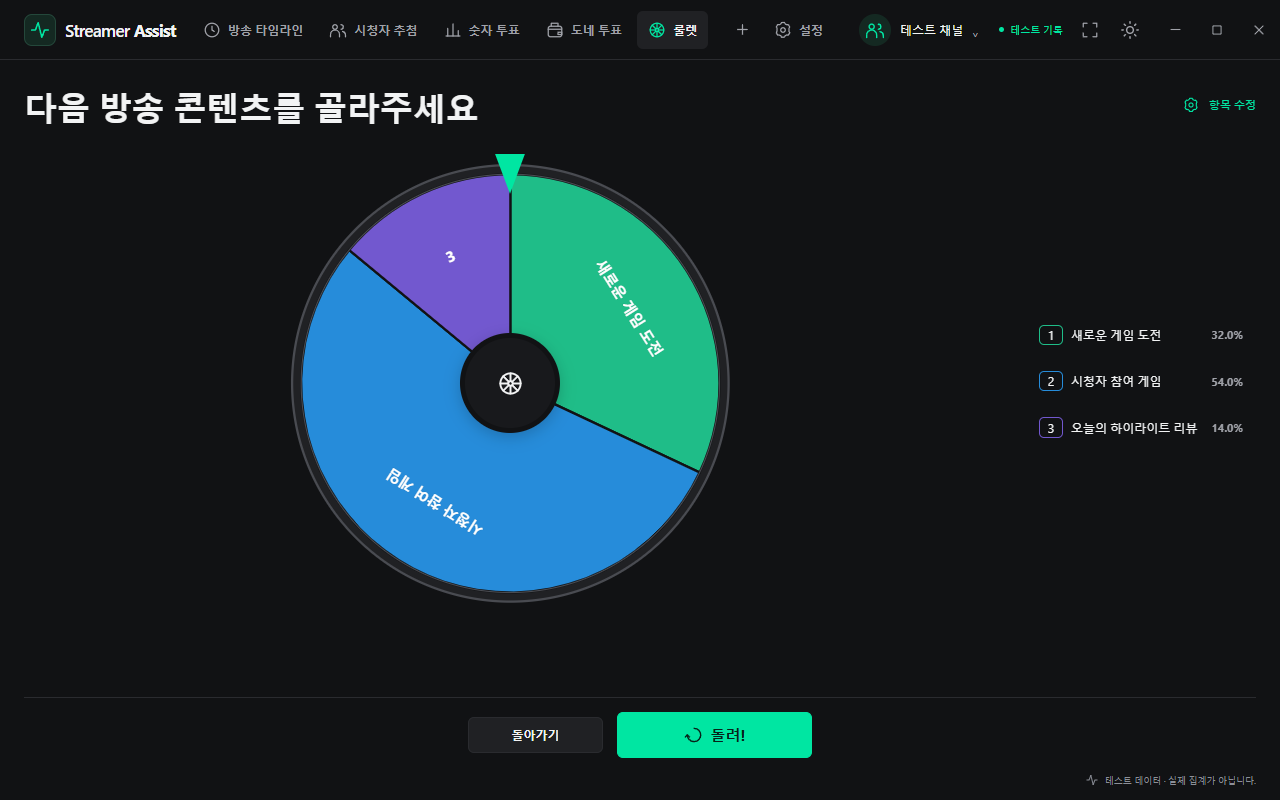 Streamer Assist
방송 타임라인
시청자 추첨
숫자 투표
도네 투표
룰렛
설정
테스트 채널
테스트 기록
다음 방송 콘텐츠를 골라주세요
항목 수정
3
새로운 게임 도전
시청자 참여 게임
1 새로운 게임 도전 32.0%
2 시청자 참여 게임 54.0%
3 오늘의 하이라이트 리뷰 14.0%
돌아가기
돌려!
테스트 데이터 · 실제 집계가 아닙니다.